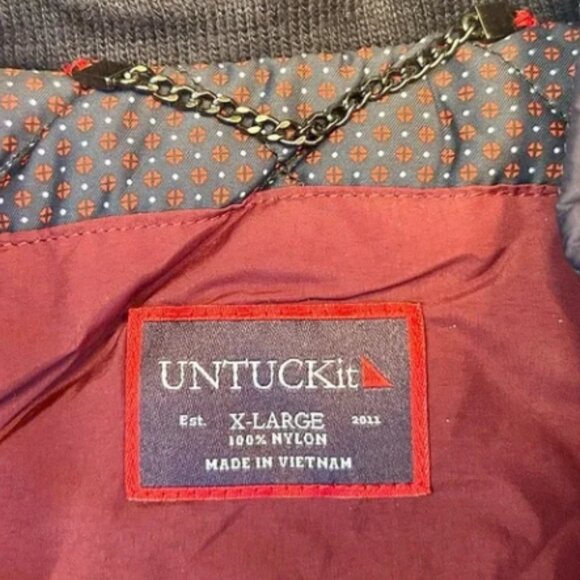 UNTUCKit
Est. X-LARGE 2011
100% NYLON
MADE IN VIETNAM